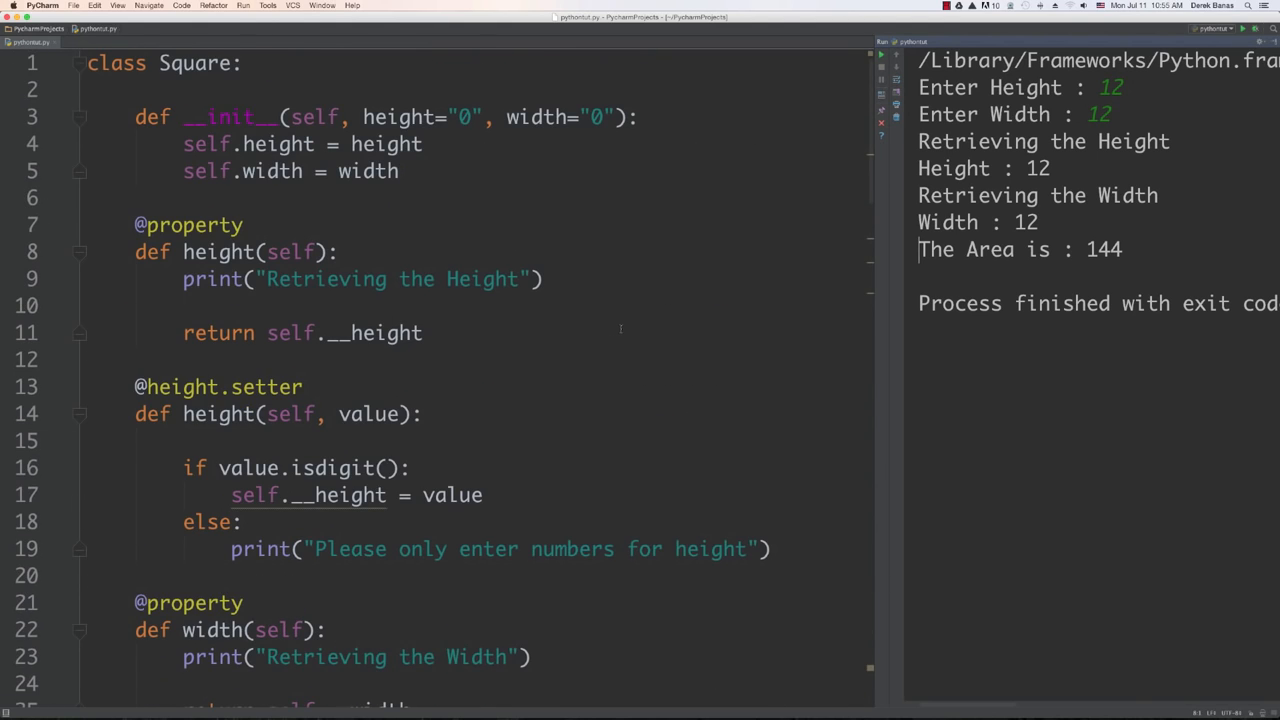 PyCharm File Edit View Navigate Code Refactor Run Tools VCS Window Help
10 Mon Jul 11 10:55 AM Derek Banas
pythontut.py - PycharmProjects - [~/PycharmProjects]
PycharmProjects pythontut.py
pythontut
pythontut.py
Run pythontut
1 class Square:
2
3 def __init__(self, height="0", width="0"):
4 self.height = height
5 self.width = width
6
7 @property
8 def height(self):
9 print("Retrieving the Height")
10
11 return self.__height
12
13 @height.setter
14 def height(self, value):
15
16 if value.isdigit():
17 self.__height = value
18 else:
19 print("Please only enter numbers for height")
20
21 @property
22 def width(self):
23 print("Retrieving the Width")
24
/Library/Frameworks/Python.fra
Enter Height : 12
Enter Width : 12
Retrieving the Height
Height : 12
Retrieving the Width
Width : 12
The Area is : 144
Process finished with exit cod
8:1 LF÷ UTF-8÷